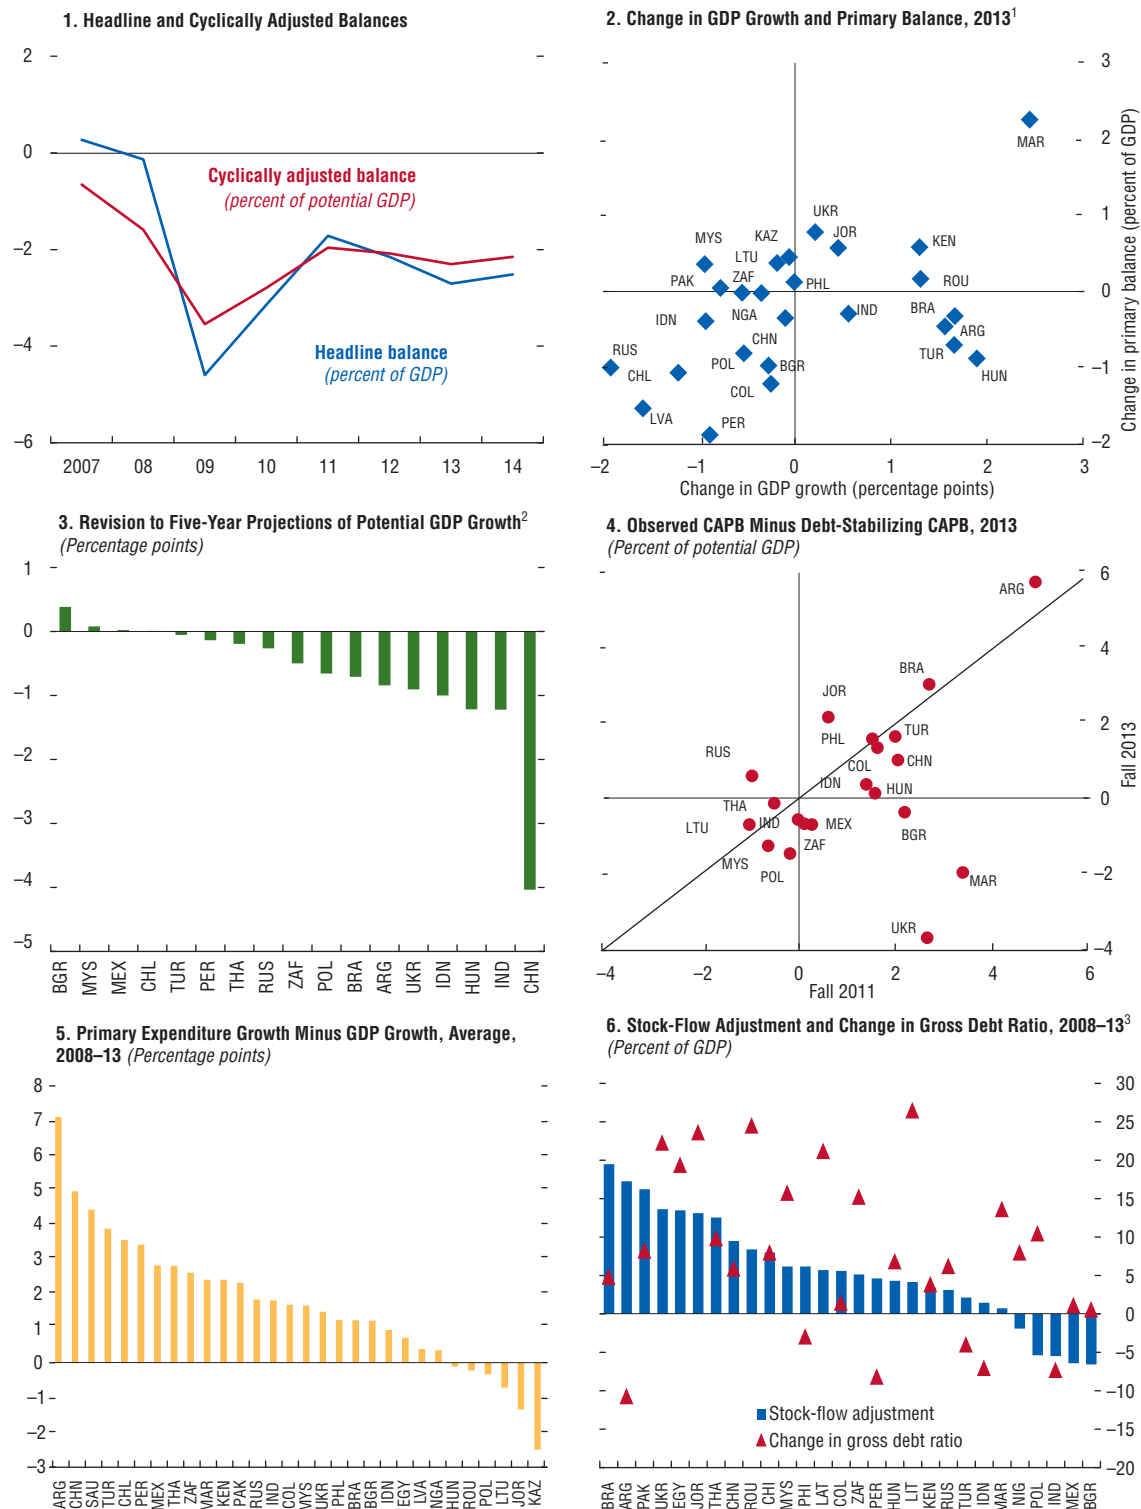 1. Headline and Cyclically Adjusted Balances
2
0
–2
–4
–6
Cyclically adjusted balance
(percent of potential GDP)
Headline balance
(percent of GDP)
2007 08 09 10 11 12 13 14
2. Change in GDP Growth and Primary Balance, 2013¹
3
2
1
0
–1
–2
Change in primary balance (percent of GDP)
MAR
UKR
KAZ
JOR
MYS
KEN
LTU
PAK
ZAF
PHL
ROU
IDN
NGA
IND
BRA
ARG
CHN
TUR
RUS
POL
BGR
HUN
CHL
COL
LVA
PER
–2 –1 0 1 2 3
Change in GDP growth (percentage points)
3. Revision to Five-Year Projections of Potential GDP Growth²
(Percentage points)
1
0
–1
–2
–3
–4
–5
BGR MYS MEX CHL TUR PER THA RUS ZAF POL BRA ARG UKR IDN HUN IND CHN
4. Observed CAPB Minus Debt-Stabilizing CAPB, 2013
(Percent of potential GDP)
6
4
2
0
–2
–4
Fall 2013
ARG
BRA
JOR
PHL
TUR
RUS
COL
CHN
IDN
HUN
THA
LTU
IND
MEX
BGR
ZAF
MYS
POL
MAR
UKR
–4 –2 0 2 4 6
Fall 2011
5. Primary Expenditure Growth Minus GDP Growth, Average,
2008–13 (Percentage points)
8
7
6
5
4
3
2
1
0
–1
–2
–3
ARG CHN SAU TUR CHL PER MEX THA ZAF MAR KEN PAK RUS IND COL MYS UKR PHL BRA BGR IDN EGY LVA NGA HUN ROU POL LTU JOR KAZ
6. Stock-Flow Adjustment and Change in Gross Debt Ratio, 2008–13³
(Percent of GDP)
30
25
20
15
10
5
0
–5
–10
–15
–20
Stock-flow adjustment
Change in gross debt ratio
BRA ARG PAK UKR EGY JOR THA CHN ROU CHI MYS PHI LAT COL ZAF PER HUN LIT KEN RUS TUR IDN MAR NIG POL IND MEX BGR